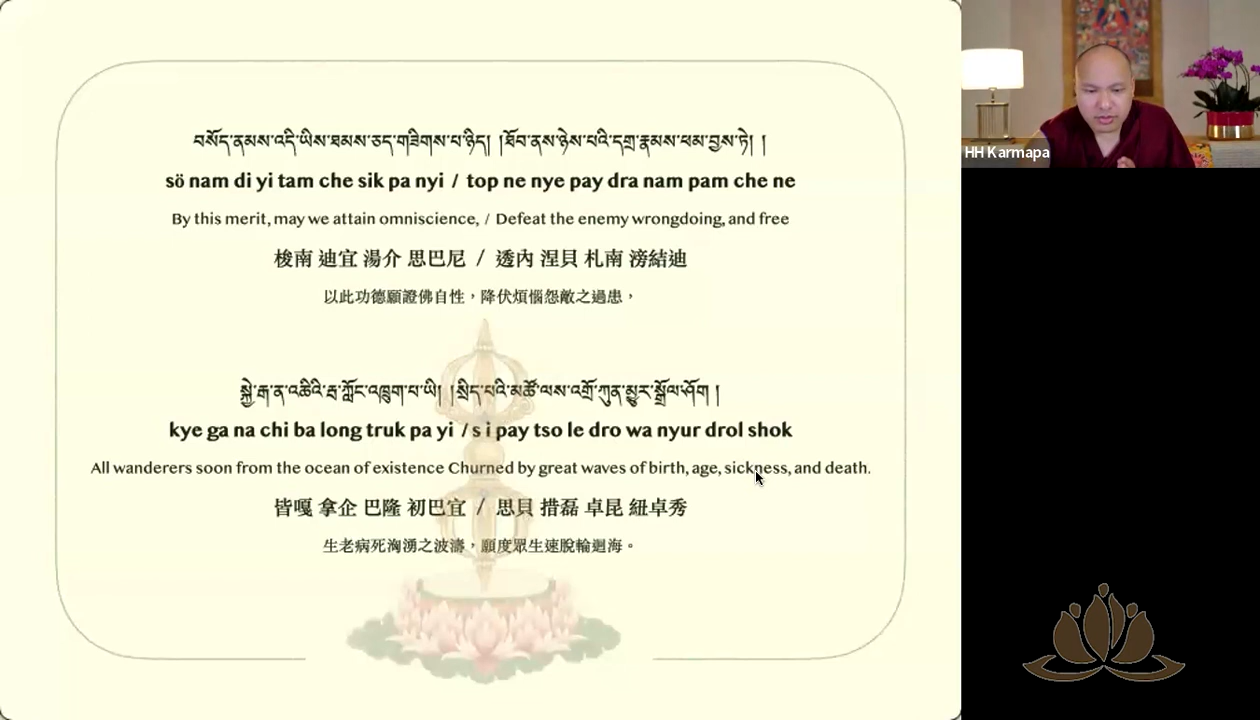 བསོད་ནམས་འདི་ཡིས་ཐམས་ཅད་གཟིགས་པ་ཉིད། །ཐོབ་ནས་ཉེས་པའི་དགྲ་རྣམས་ཕམ་བྱས་ཏེ། །
sö nam di yi tam che sik pa nyi / top ne nye pay dra nam pam che ne
By this merit, may we attain omniscience, / Defeat the enemy wrongdoing, and free
梭南 迪宜 湯介 思巴尼 / 透內 涅貝 札南 滂結迪
以此功德願證佛自性，降伏煩惱怨敵之過患，
སྐྱེ་རྒ་ན་འཆིའི་རྦ་ཀློང་འཁྲུག་པ་ཡི། །སྲིད་པའི་མཚོ་ལས་འགྲོ་ཀུན་མྱུར་སྒྲོལ་ཤོག །
kye ga na chi ba long truk pa yi / s i pay tso le dro wa nyur drol shok
All wanderers soon from the ocean of existence Churned by great waves of birth, age, sickness, and death.
皆嘎 拿企 巴隆 初巴宜 / 思貝 措磊 卓昆 紐卓秀
生老病死洶湧之波濤，願度眾生速脫輪迴海。
HH Karmapa